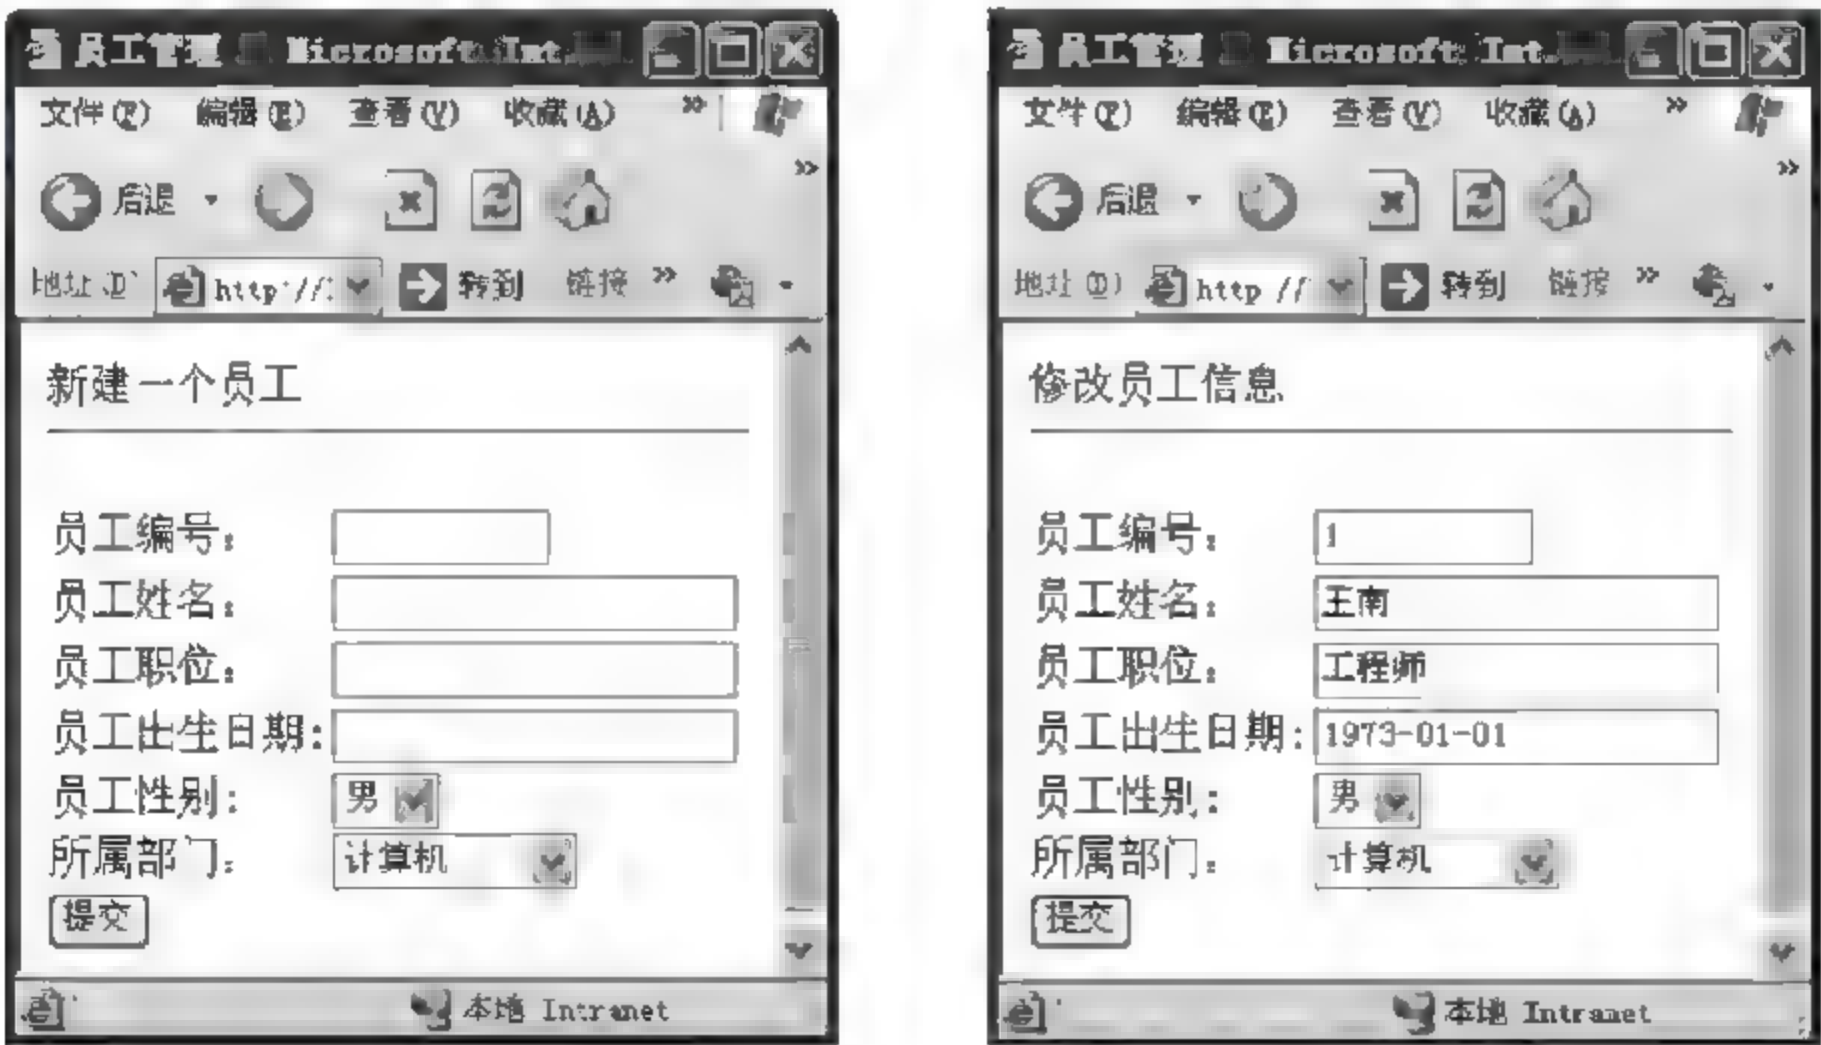 员工管理 Microsoft Int
文件(F) 编辑(E) 查看(V) 收藏(A) »
后退 »
地址(D) http://: 转到 链接 »
新建一个员工
员工编号:
员工姓名:
员工职位:
员工出生日期:
员工性别: 男
所属部门: 计算机
提交
本地 Intranet
员工管理 Microsoft Int.
文件(F) 编辑(E) 查看(V) 收藏(A) »
后退 »
地址(D) http:// 转到 链接 »
修改员工信息
员工编号: 1
员工姓名: 王南
员工职位: 工程师
员工出生日期: 1973-01-01
员工性别: 男
所属部门: 计算机
提交
本地 Intranet